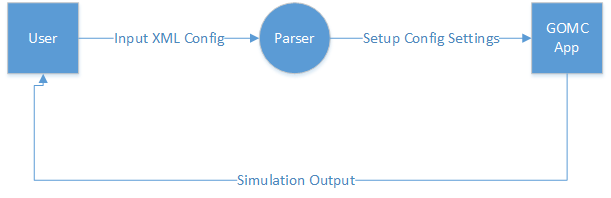 User
Input XML Config
Parser
Setup Config Settings
GOMC
App
Simulation Output